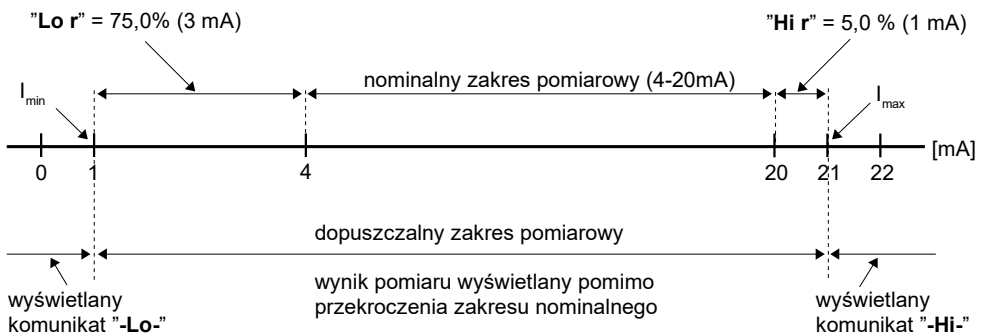 "Lo r" = 75,0% (3 mA)
"Hi r" = 5,0 % (1 mA)
nominalny zakres pomiarowy (4-20mA)
Imin
Imax
[mA]
0 1 4 20 21 22
dopuszczalny zakres pomiarowy
wynik pomiaru wyświetlany pomimo
przekroczenia zakresu nominalnego
wyświetlany
komunikat "-Lo-"
wyświetlany
komunikat "-Hi-"